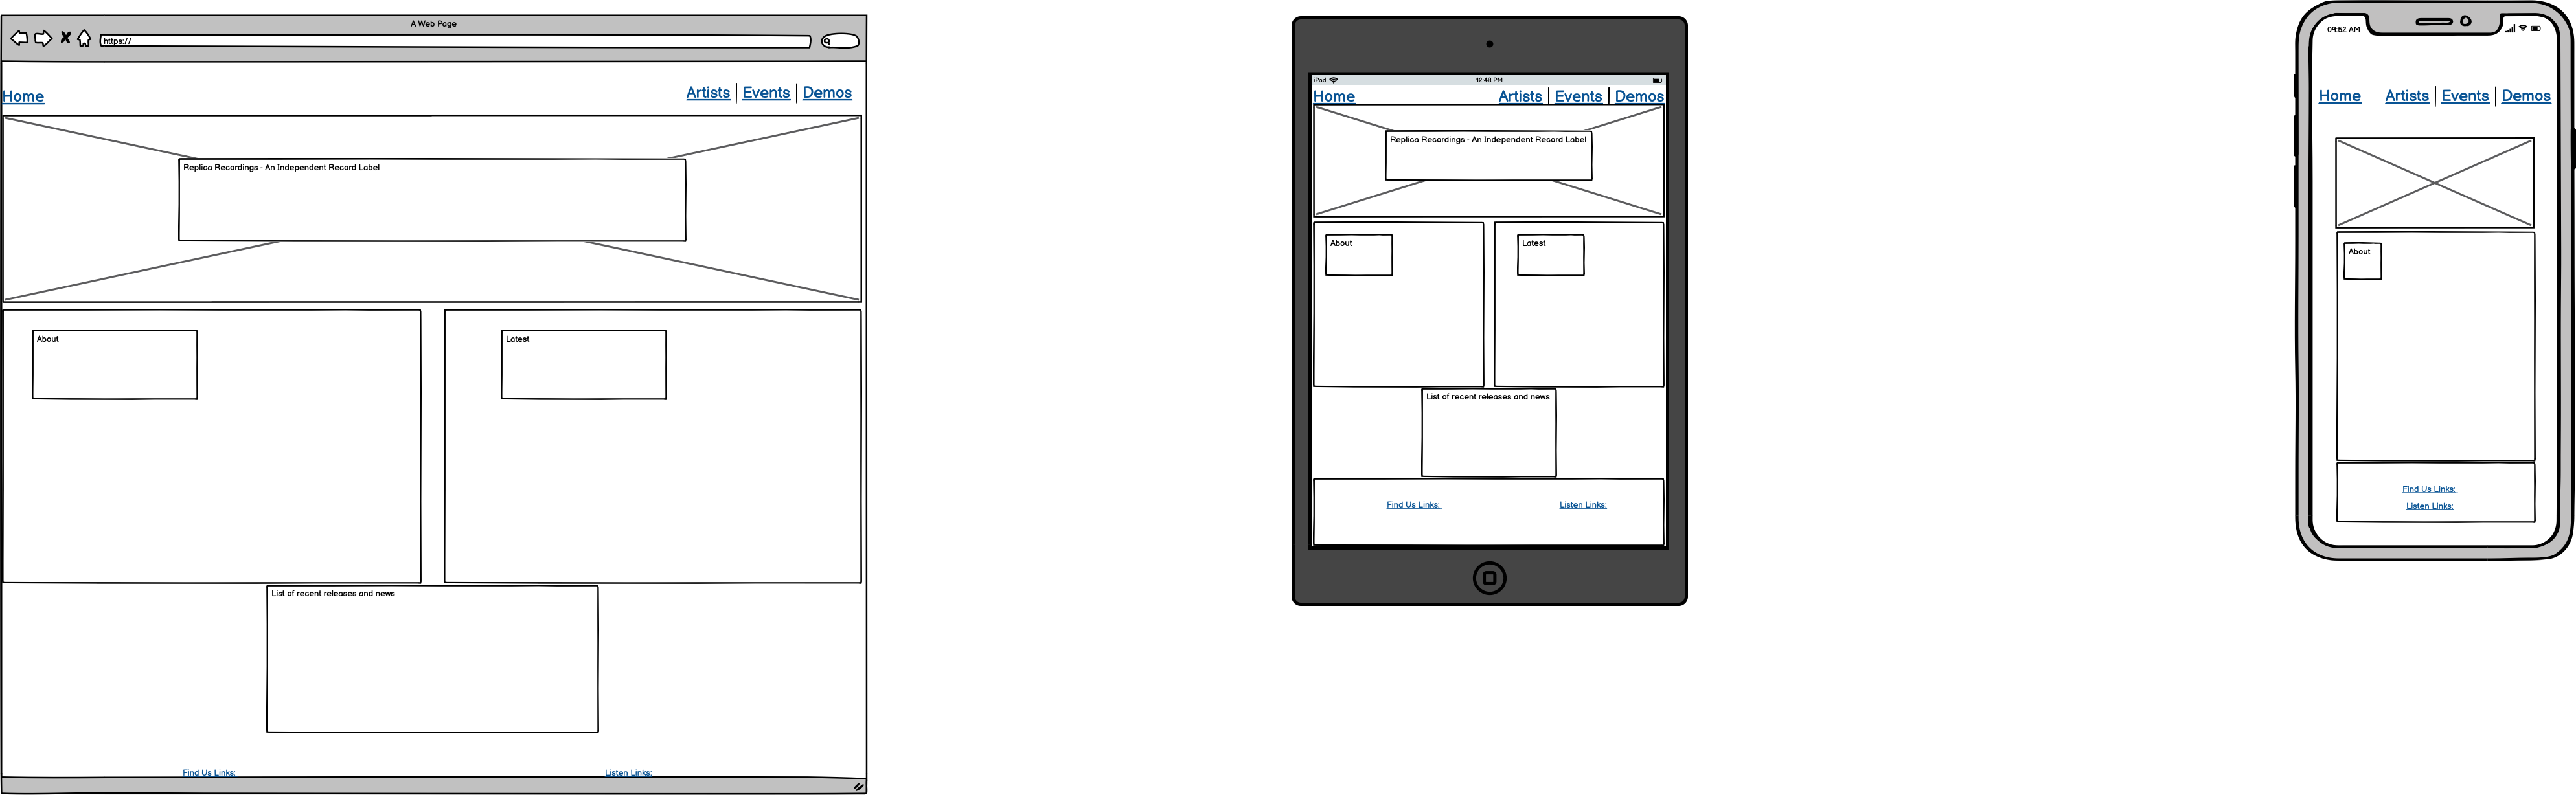 A Web Page
https://
Home
Artists Events Demos
Replica Recordings - An Independent Record Label
About
Latest
List of recent releases and news
Find Us Links:
Listen Links:
iPad
12:48 PM
Home
Artists Events Demos
Replica Recordings - An Independent Record Label
About
Latest
List of recent releases and news
Find Us Links:
Listen Links:
09:52 AM
Home Artists Events Demos
About
Find Us Links:
Listen Links: